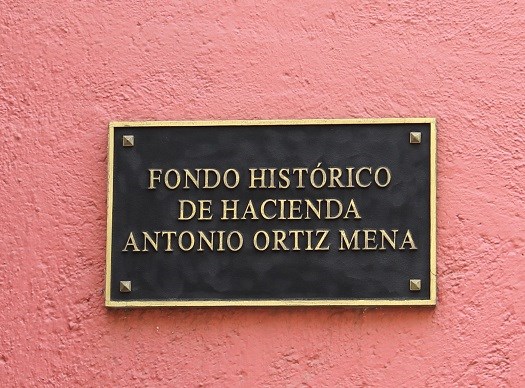 FONDO HISTÓRICO
DE HACIENDA
ANTONIO ORTIZ MENA